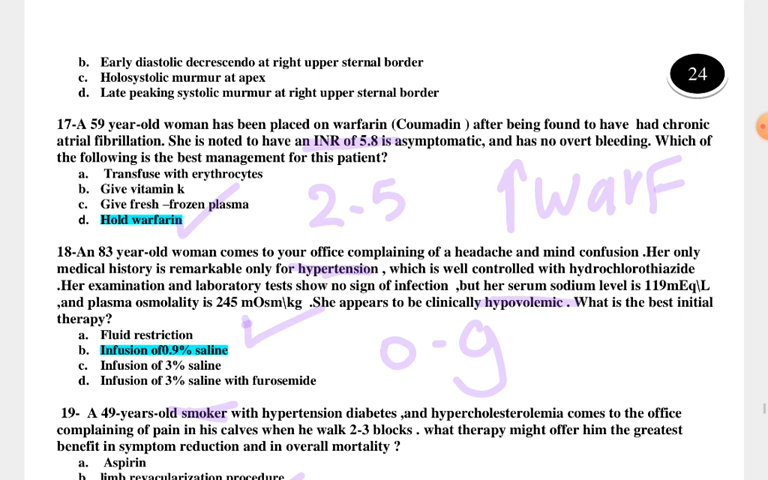 b. Early diastolic decrescendo at right upper sternal border
c. Holosystolic murmur at apex
d. Late peaking systolic murmur at right upper sternal border
24
17-A 59 year-old woman has been placed on warfarin (Coumadin ) after being found to have had chronic
atrial fibrillation. She is noted to have an INR of 5.8 is asymptomatic, and has no overt bleeding. Which of
the following is the best management for this patient?
a. Transfuse with erythrocytes
b. Give vitamin k
c. Give fresh –frozen plasma
d. Hold warfarin
2-5 ↑warf
18-An 83 year-old woman comes to your office complaining of a headache and mind confusion .Her only
medical history is remarkable only for hypertension , which is well controlled with hydrochlorothiazide
.Her examination and laboratory tests show no sign of infection ,but her serum sodium level is 119mEq\L
,and plasma osmolality is 245 mOsm\kg .She appears to be clinically hypovolemic . What is the best initial
therapy?
a. Fluid restriction
b. Infusion of0.9% saline
c. Infusion of 3% saline
d. Infusion of 3% saline with furosemide
0-9
19- A 49-years-old smoker with hypertension diabetes ,and hypercholesterolemia comes to the office
complaining of pain in his calves when he walk 2-3 blocks . what therapy might offer him the greatest
benefit in symptom reduction and in overall mortality ?
a. Aspirin
b. limb revacularization procedure